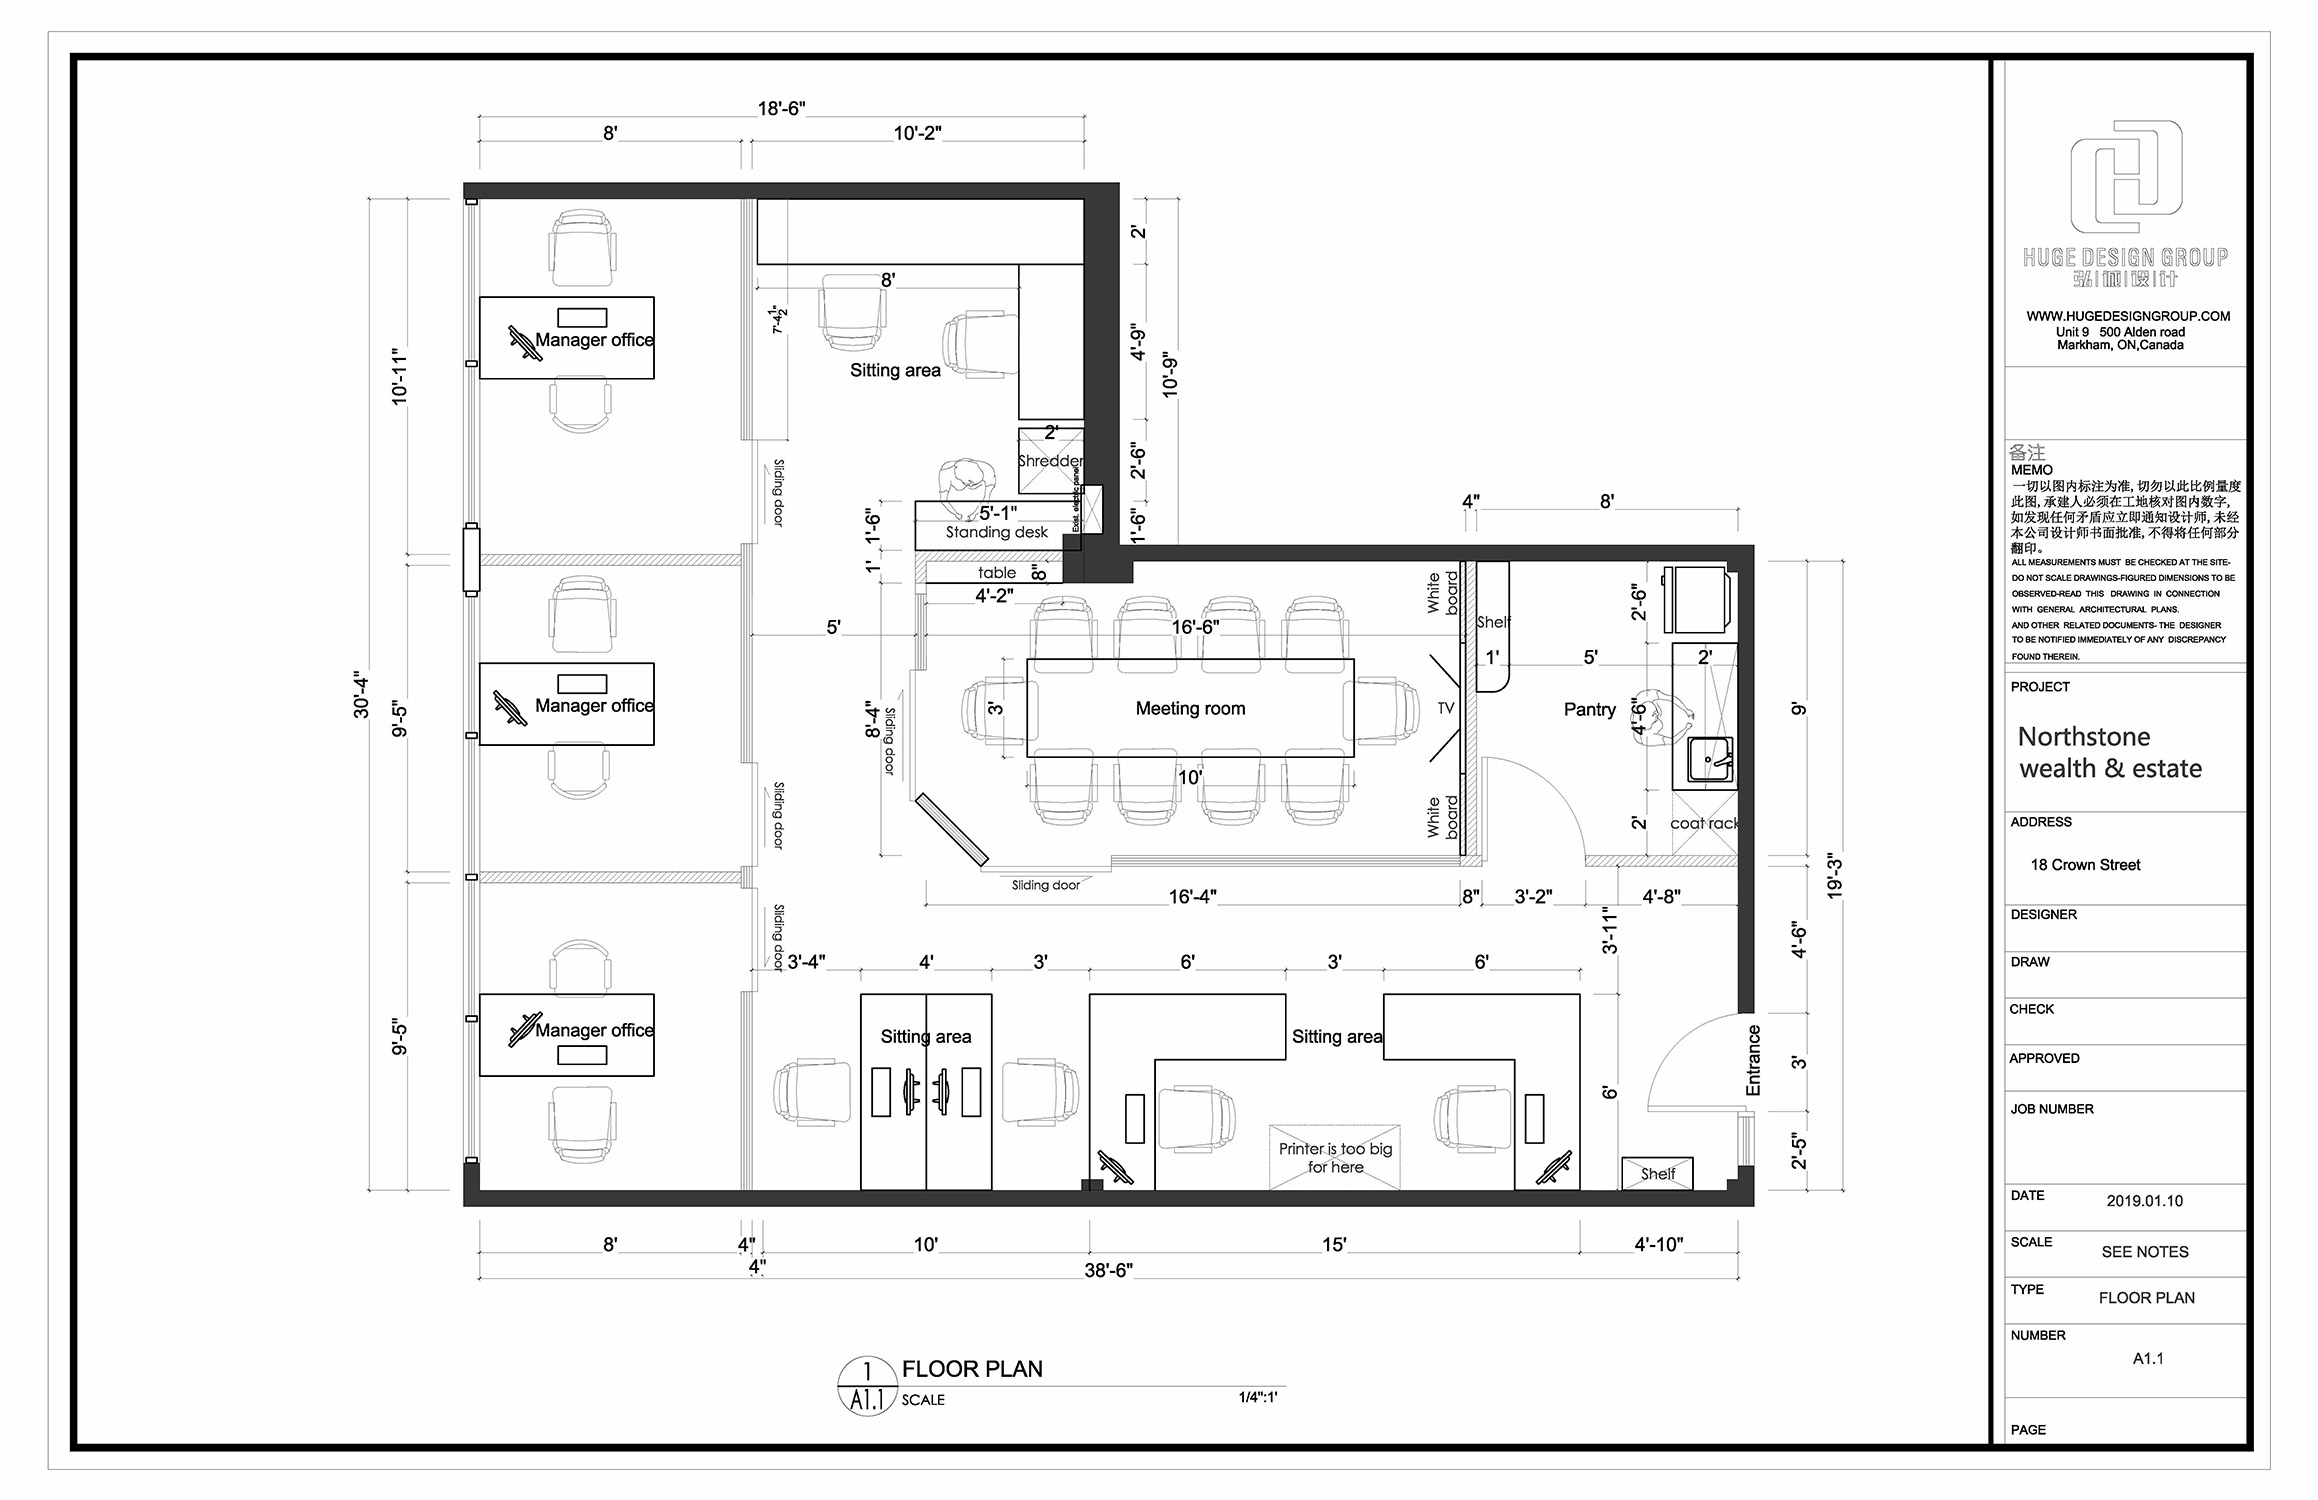 18'-6"
8'
10'-2"
10'-11"
9'-5"
9'-5"
30'-4"
Manager office
Manager office
Manager office
8'
7'-4½"
Sitting area
2'
4'-9"
2'-6"
1'-6"
10'-9"
2'
Shredder
Exist. electric panel
5'-1"
Standing desk
1'-6"
1'
table
8"
4'-2"
Sliding door
Sliding door
Sliding door
5'
16'-6"
8'-4"
Sliding door
3'
Meeting room
10'
White
board
TV
White
board
Sliding door
4"
8'
Shelf
1'
5'
2'
2'-6"
4'-6"
2'
Pantry
coat rack
9'
19'-3"
16'-4"
8"
3'-2"
4'-8"
3'-11"
4'-6"
3'
2'-5"
3'-4"
4'
3'
6'
3'
6'
Sitting area
Sitting area
6'
Entrance
Printer is too big
for here
Shelf
8'
4"
4"
10'
15'
4'-10"
38'-6"
1
A1.1
FLOOR PLAN
SCALE
1/4":1'
HUGE DESIGN GROUP
WWW.HUGEDESIGNGROUP.COM
Unit 9 500 Alden road
Markham, ON,Canada
备注
MEMO
一切以图内标注为准, 切勿以此比例量度
此图, 承建人必须在工地核对图内数字,
如发现任何矛盾应立即通知设计师, 未经
本公司设计师书面批准, 不得将任何部分
翻印。
ALL MEASUREMENTS MUST BE CHECKED AT THE SITE-
DO NOT SCALE DRAWINGS-FIGURED DIMENSIONS TO BE
OBSERVED-READ THIS DRAWING IN CONNECTION
WITH GENERAL ARCHITECTURAL PLANS.
AND OTHER RELATED DOCUMENTS- THE DESIGNER
TO BE NOTIFIED IMMEDIATELY OF ANY DISCREPANCY
FOUND THEREIN.
PROJECT
Northstone
wealth & estate
ADDRESS
18 Crown Street
DESIGNER
DRAW
CHECK
APPROVED
JOB NUMBER
DATE
2019.01.10
SCALE
SEE NOTES
TYPE
FLOOR PLAN
NUMBER
A1.1
PAGE